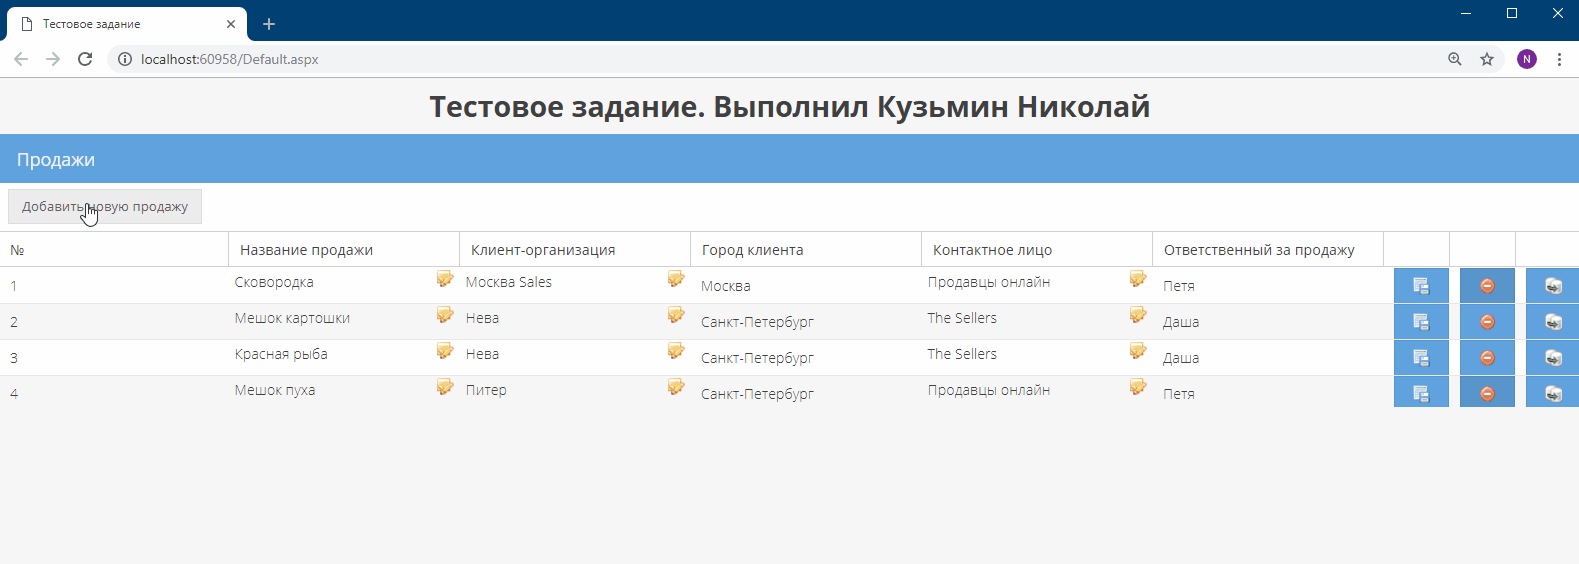 Тестовое задание
localhost:60958/Default.aspx
N
Тестовое задание. Выполнил Кузьмин Николай
Продажи
Добавить новую продажу
№ Название продажи Клиент-организация Город клиента Контактное лицо Ответственный за продажу
1 Сковородка Москва Sales Москва Продавцы онлайн Петя
2 Мешок картошки Нева Санкт-Петербург The Sellers Даша
3 Красная рыба Нева Санкт-Петербург The Sellers Даша
4 Мешок пуха Питер Санкт-Петербург Продавцы онлайн Петя